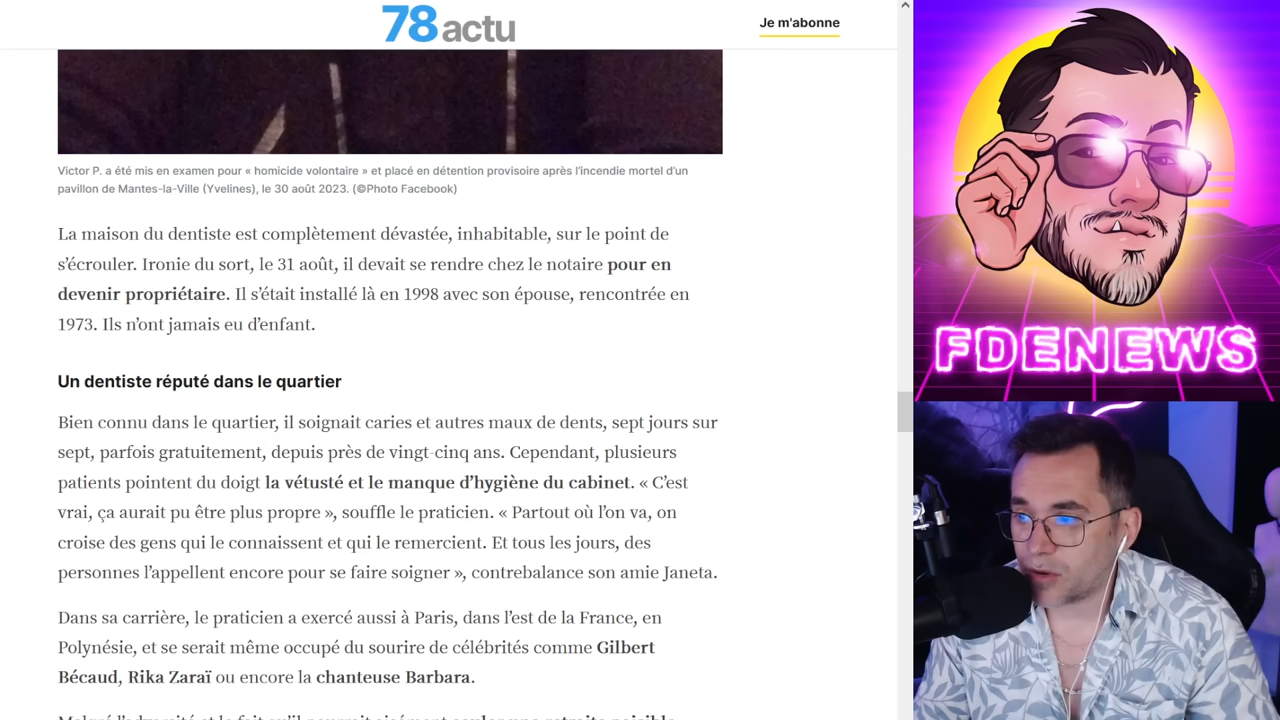 78 actu
Je m'abonne
Victor P. a été mis en examen pour « homicide volontaire » et placé en détention provisoire après l'incendie mortel d'un
pavillon de Mantes-la-Ville (Yvelines), le 30 août 2023. (©Photo Facebook)
La maison du dentiste est complètement dévastée, inhabitable, sur le point de
s'écrouler. Ironie du sort, le 31 août, il devait se rendre chez le notaire pour en
devenir propriétaire. Il s'était installé là en 1998 avec son épouse, rencontrée en
1973. Ils n'ont jamais eu d'enfant.
Un dentiste réputé dans le quartier
Bien connu dans le quartier, il soignait caries et autres maux de dents, sept jours sur
sept, parfois gratuitement, depuis près de vingt-cinq ans. Cependant, plusieurs
patients pointent du doigt la vétusté et le manque d'hygiène du cabinet. « C'est
vrai, ça aurait pu être plus propre », souffle le praticien. « Partout où l'on va, on
croise des gens qui le connaissent et qui le remercient. Et tous les jours, des
personnes l'appellent encore pour se faire soigner », contrebalance son amie Janeta.
Dans sa carrière, le praticien a exercé aussi à Paris, dans l'est de la France, en
Polynésie, et se serait même occupé du sourire de célébrités comme Gilbert
Bécaud, Rika Zaraï ou encore la chanteuse Barbara.
FDENEWS